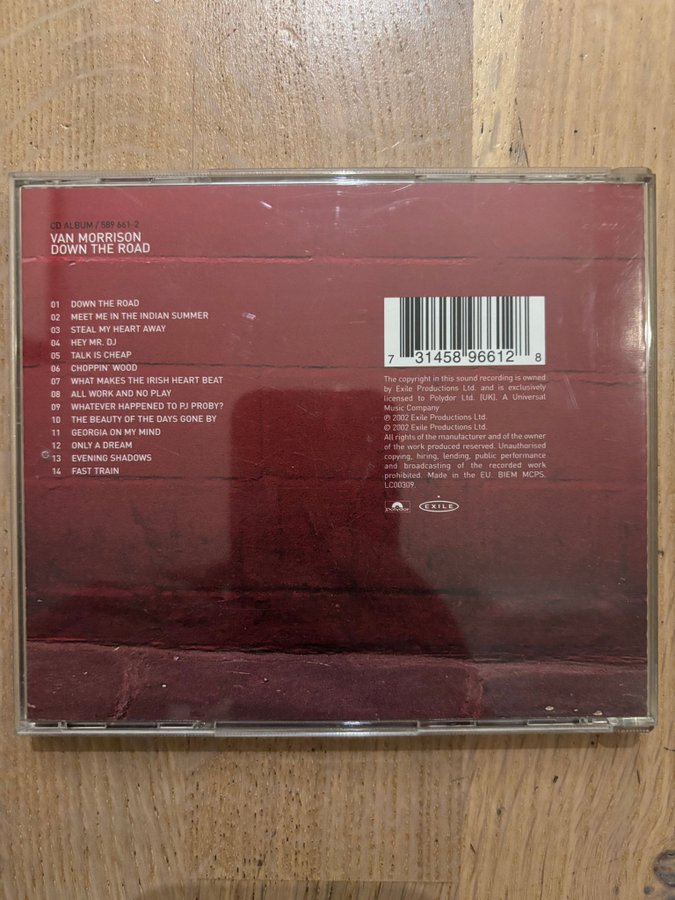 CD ALBUM / 589 661-2
VAN MORRISON
DOWN THE ROAD
01 DOWN THE ROAD
02 MEET ME IN THE INDIAN SUMMER
03 STEAL MY HEART AWAY
04 HEY MR. DJ
05 TALK IS CHEAP
06 CHOPPIN' WOOD
07 WHAT MAKES THE IRISH HEART BEAT
08 ALL WORK AND NO PLAY
09 WHATEVER HAPPENED TO PJ PROBY?
10 THE BEAUTY OF THE DAYS GONE BY
11 GEORGIA ON MY MIND
12 ONLY A DREAM
13 EVENING SHADOWS
14 FAST TRAIN
7 31458 96612 8
The copyright in this sound recording is owned
by Exile Productions Ltd. and is exclusively
licensed to Polydor Ltd. (UK). A Universal
Music Company
℗ 2002 Exile Productions Ltd.
© 2002 Exile Productions Ltd.
All rights of the manufacturer and of the owner
of the work produced reserved. Unauthorised
copying, hiring, lending, public performance
and broadcasting of the recorded work
prohibited. Made in the EU. BIEM MCPS.
LC00309.
Polydor EXILE